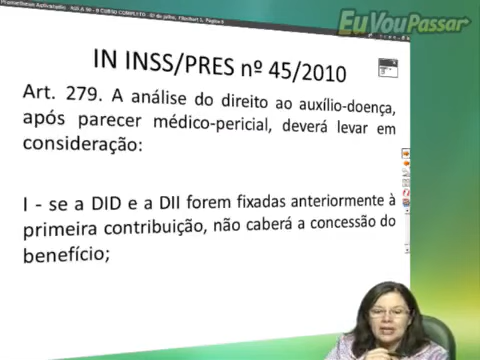 EuVouPassar
IN INSS/PRES nº 45/2010
Art. 279. A análise do direito ao auxílio-doença,
após parecer médico-pericial, deverá levar em
consideração:
I - se a DID e a DII forem fixadas anteriormente à
primeira contribuição, não caberá a concessão do
benefício;